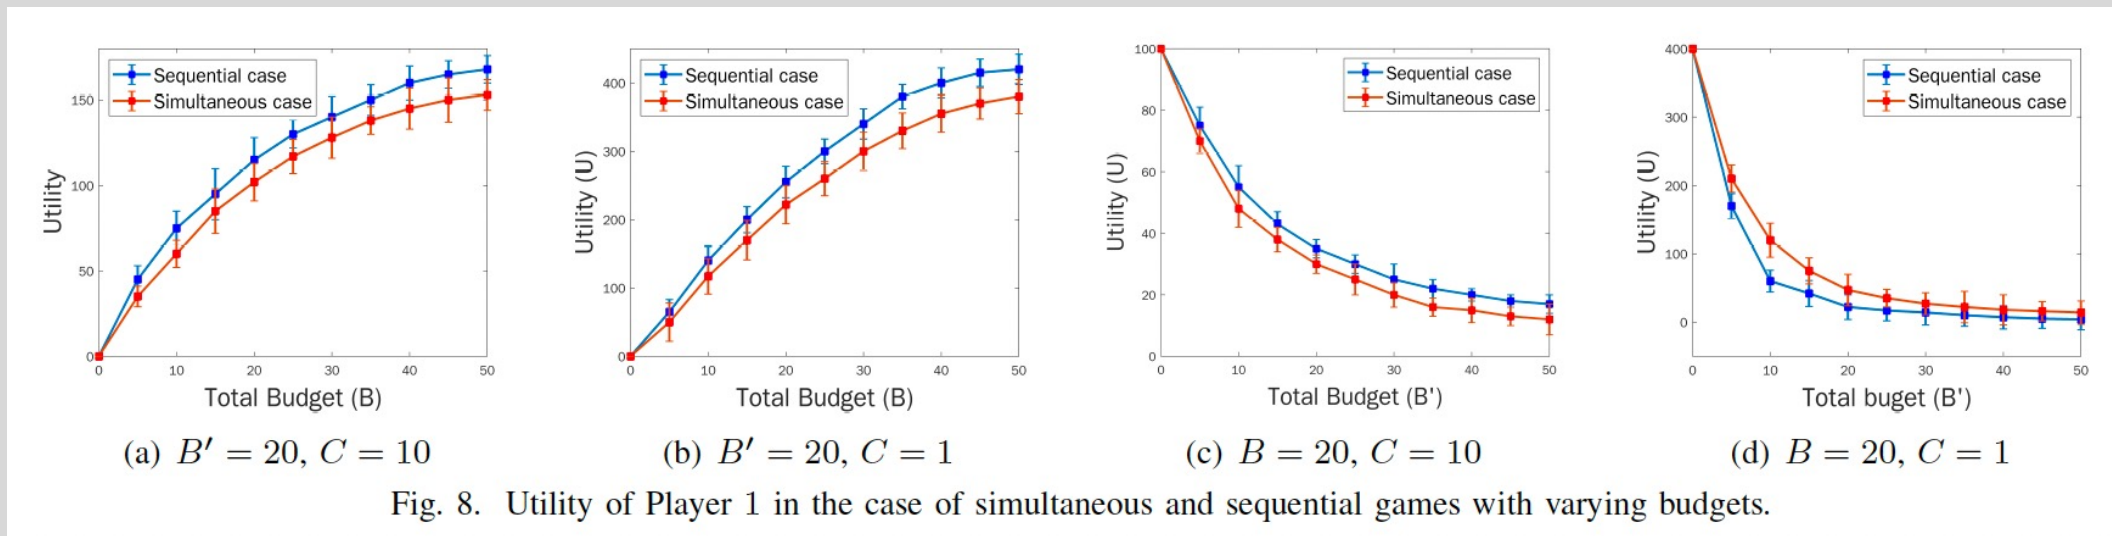 Sequential case
Simultaneous case
150
100
50
0
Utility
0 10 20 30 40 50
Total Budget (B)
(a) B′ = 20, C = 10
Sequential case
Simultaneous case
400
300
200
100
0
Utility (U)
0 10 20 30 40 50
Total Budget (B)
(b) B′ = 20, C = 1
Sequential case
Simultaneous case
100
80
60
40
20
0
Utility (U)
0 10 20 30 40 50
Total Budget (B')
(c) B = 20, C = 10
Sequential case
Simultaneous case
400
300
200
100
0
Utility (U)
0 10 20 30 40 50
Total buget (B')
(d) B = 20, C = 1
Fig. 8. Utility of Player 1 in the case of simultaneous and sequential games with varying budgets.